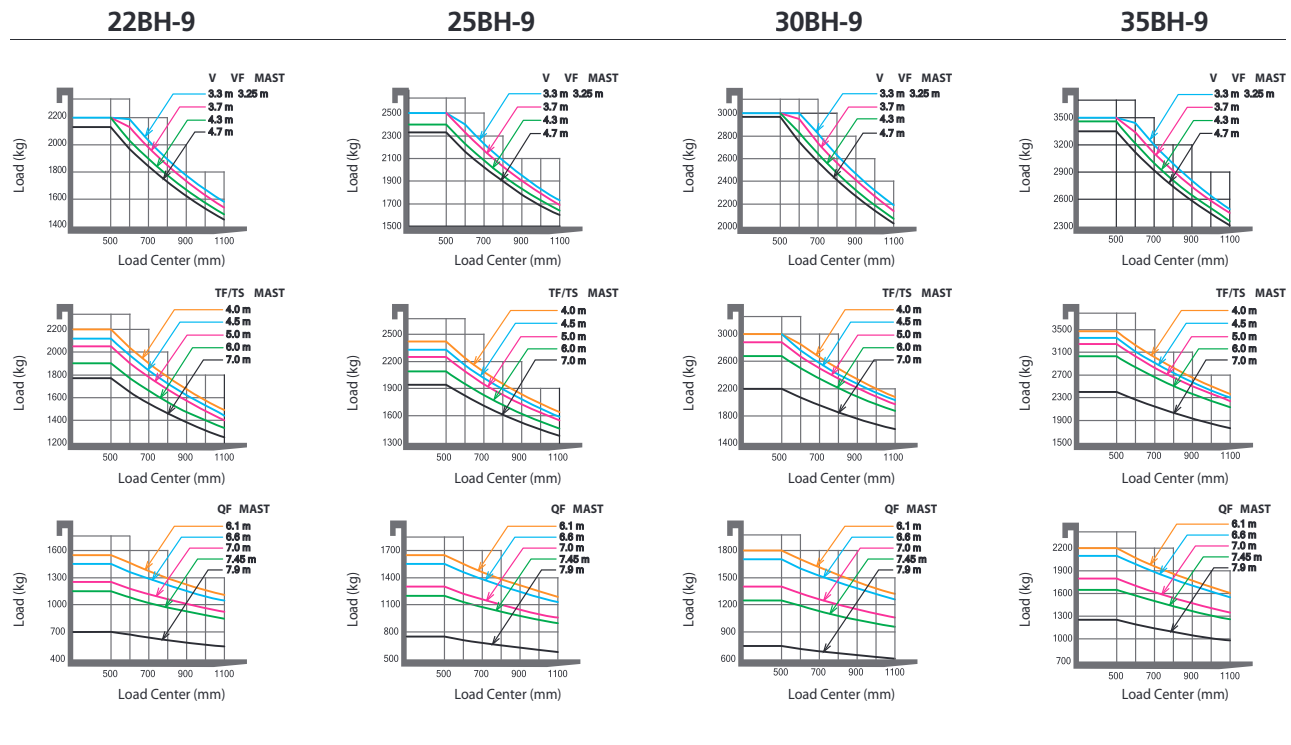 22BH-9 25BH-9 30BH-9 35BH-9
V VF MAST
3.3 m 3.25 m
3.7 m
4.3 m
4.7 m
Load (kg)
2200
2000
1800
1600
1400
500 700 900 1100
Load Center (mm)
V VF MAST
3.3 m 3.25 m
3.7 m
4.3 m
4.7 m
Load (kg)
2500
2300
2100
1900
1700
1500
500 700 900 1100
Load Center (mm)
V VF MAST
3.3 m 3.25 m
3.7 m
4.3 m
4.7 m
Load (kg)
3000
2800
2600
2400
2200
2000
500 700 900 1100
Load Center (mm)
V VF MAST
3.3 m 3.25 m
3.7 m
4.3 m
4.7 m
Load (kg)
3500
3200
2900
2600
2300
500 700 900 1100
Load Center (mm)
TF/TS MAST
4.0 m
4.5 m
5.0 m
6.0 m
7.0 m
Load (kg)
2200
2000
1800
1600
1400
1200
500 700 900 1100
Load Center (mm)
TF/TS MAST
4.0 m
4.5 m
5.0 m
6.0 m
7.0 m
Load (kg)
2500
2200
1900
1600
1300
500 700 900 1100
Load Center (mm)
TF/TS MAST
4.0 m
4.5 m
5.0 m
6.0 m
7.0 m
Load (kg)
3000
2600
2200
1800
1400
500 700 900 1100
Load Center (mm)
TF/TS MAST
4.0 m
4.5 m
5.0 m
6.0 m
7.0 m
Load (kg)
3500
3100
2700
2300
1900
1500
500 700 900 1100
Load Center (mm)
QF MAST
6.1 m
6.6 m
7.0 m
7.45 m
7.9 m
Load (kg)
1600
1300
1000
700
400
500 700 900 1100
Load Center (mm)
QF MAST
6.1 m
6.6 m
7.0 m
7.45 m
7.9 m
Load (kg)
1700
1400
1100
800
500
500 700 900 1100
Load Center (mm)
QF MAST
6.1 m
6.6 m
7.0 m
7.45 m
7.9 m
Load (kg)
1800
1500
1200
900
600
500 700 900 1100
Load Center (mm)
QF MAST
6.1 m
6.6 m
7.0 m
7.45 m
7.9 m
Load (kg)
2200
1900
1600
1300
1000
700
500 700 900 1100
Load Center (mm)